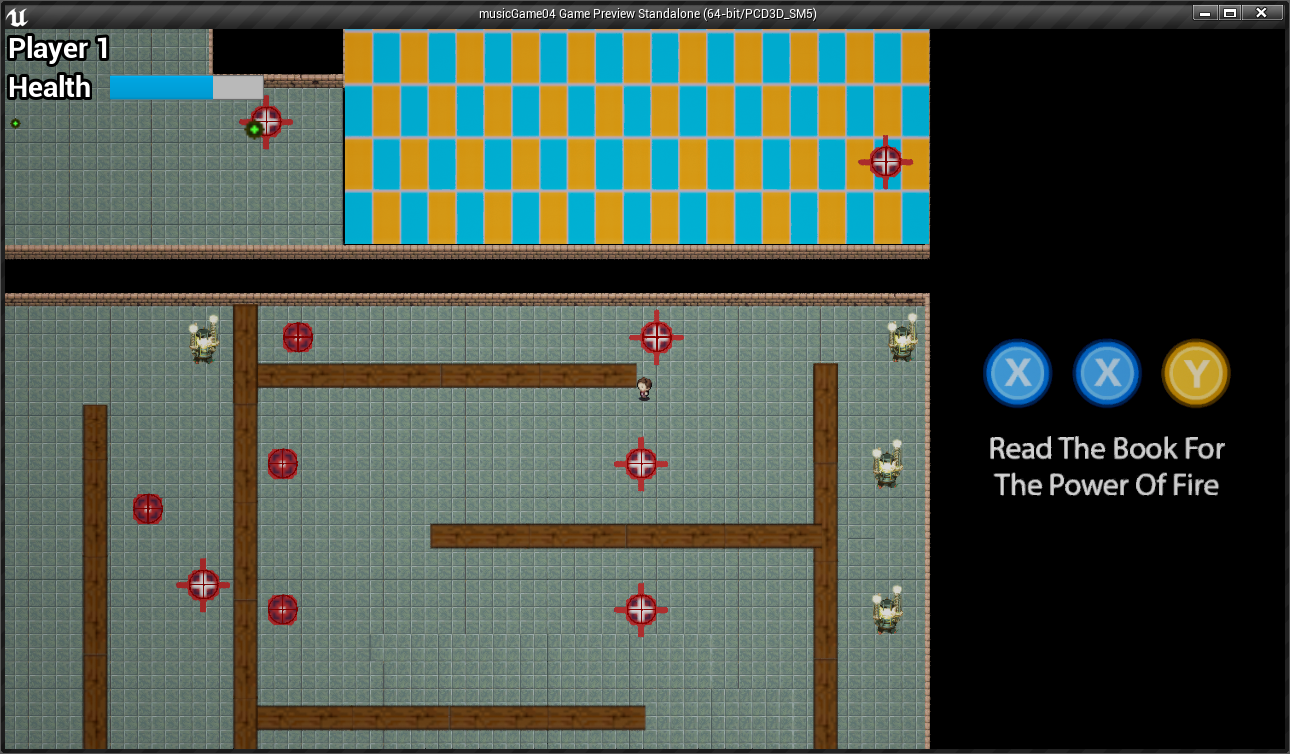 musicGame04 Game Preview Standalone (64-bit/PCD3D_SM5)
Player 1
Health
X X Y
Read The Book For
The Power Of Fire